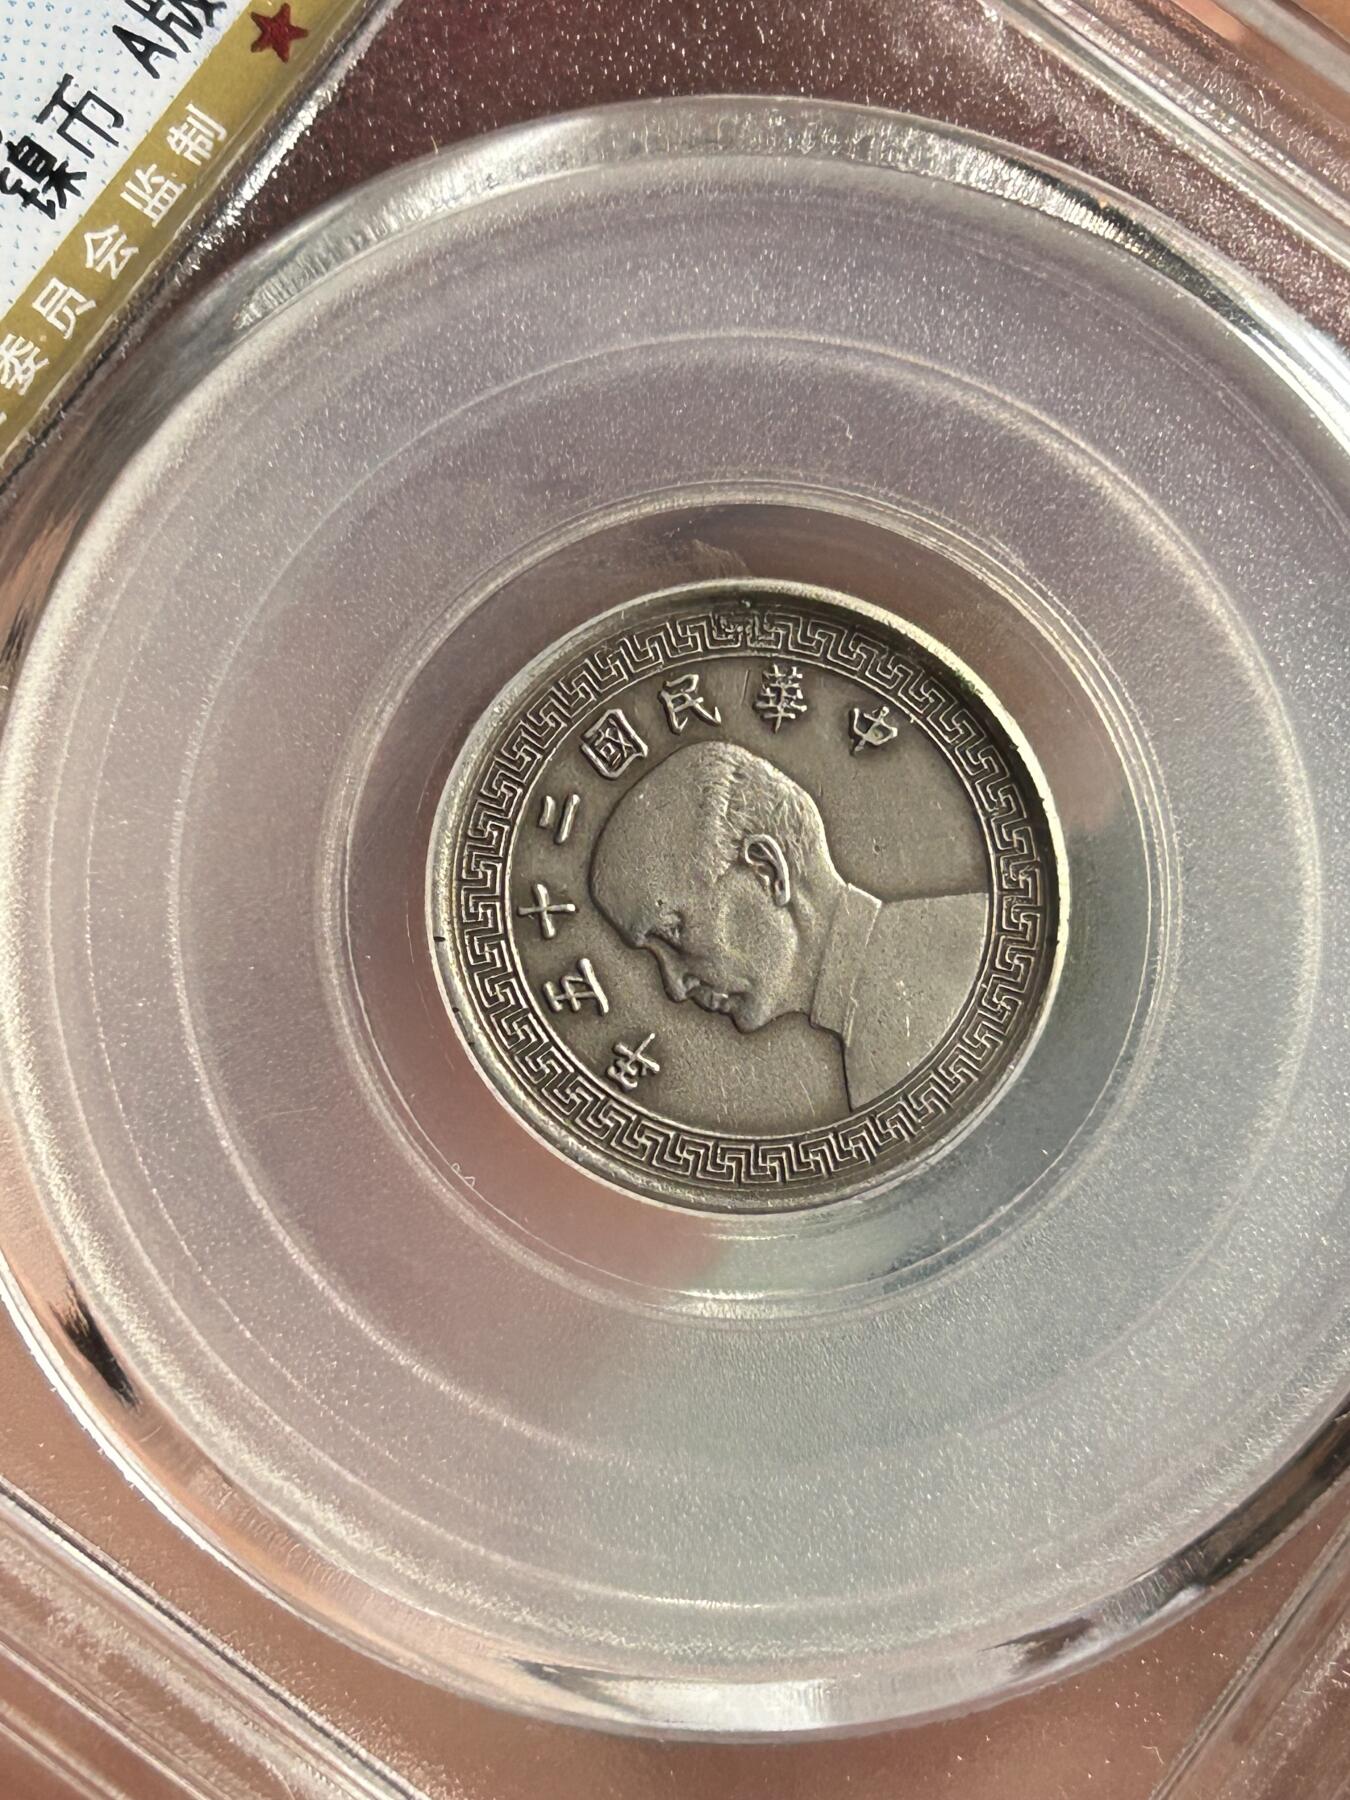 镍币 A版
委员会监制
中華民國二十五年